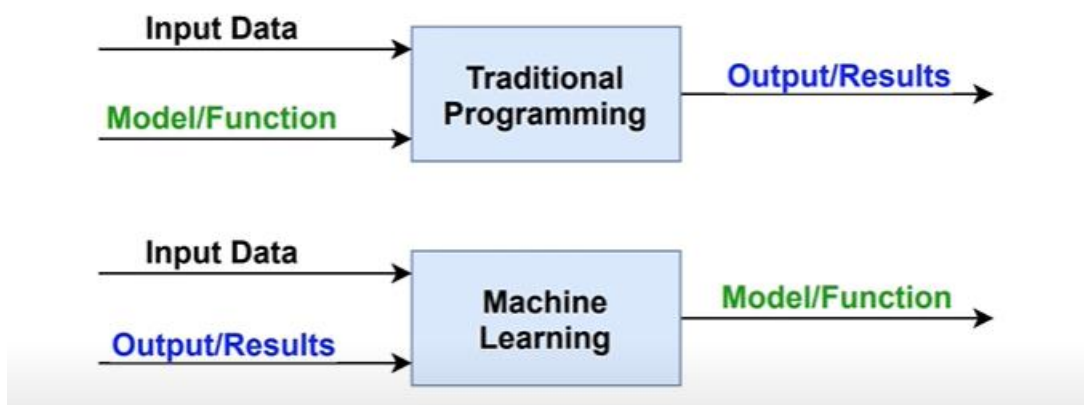 Input Data
Model/Function
Traditional
Programming
Output/Results
Input Data
Output/Results
Machine
Learning
Model/Function